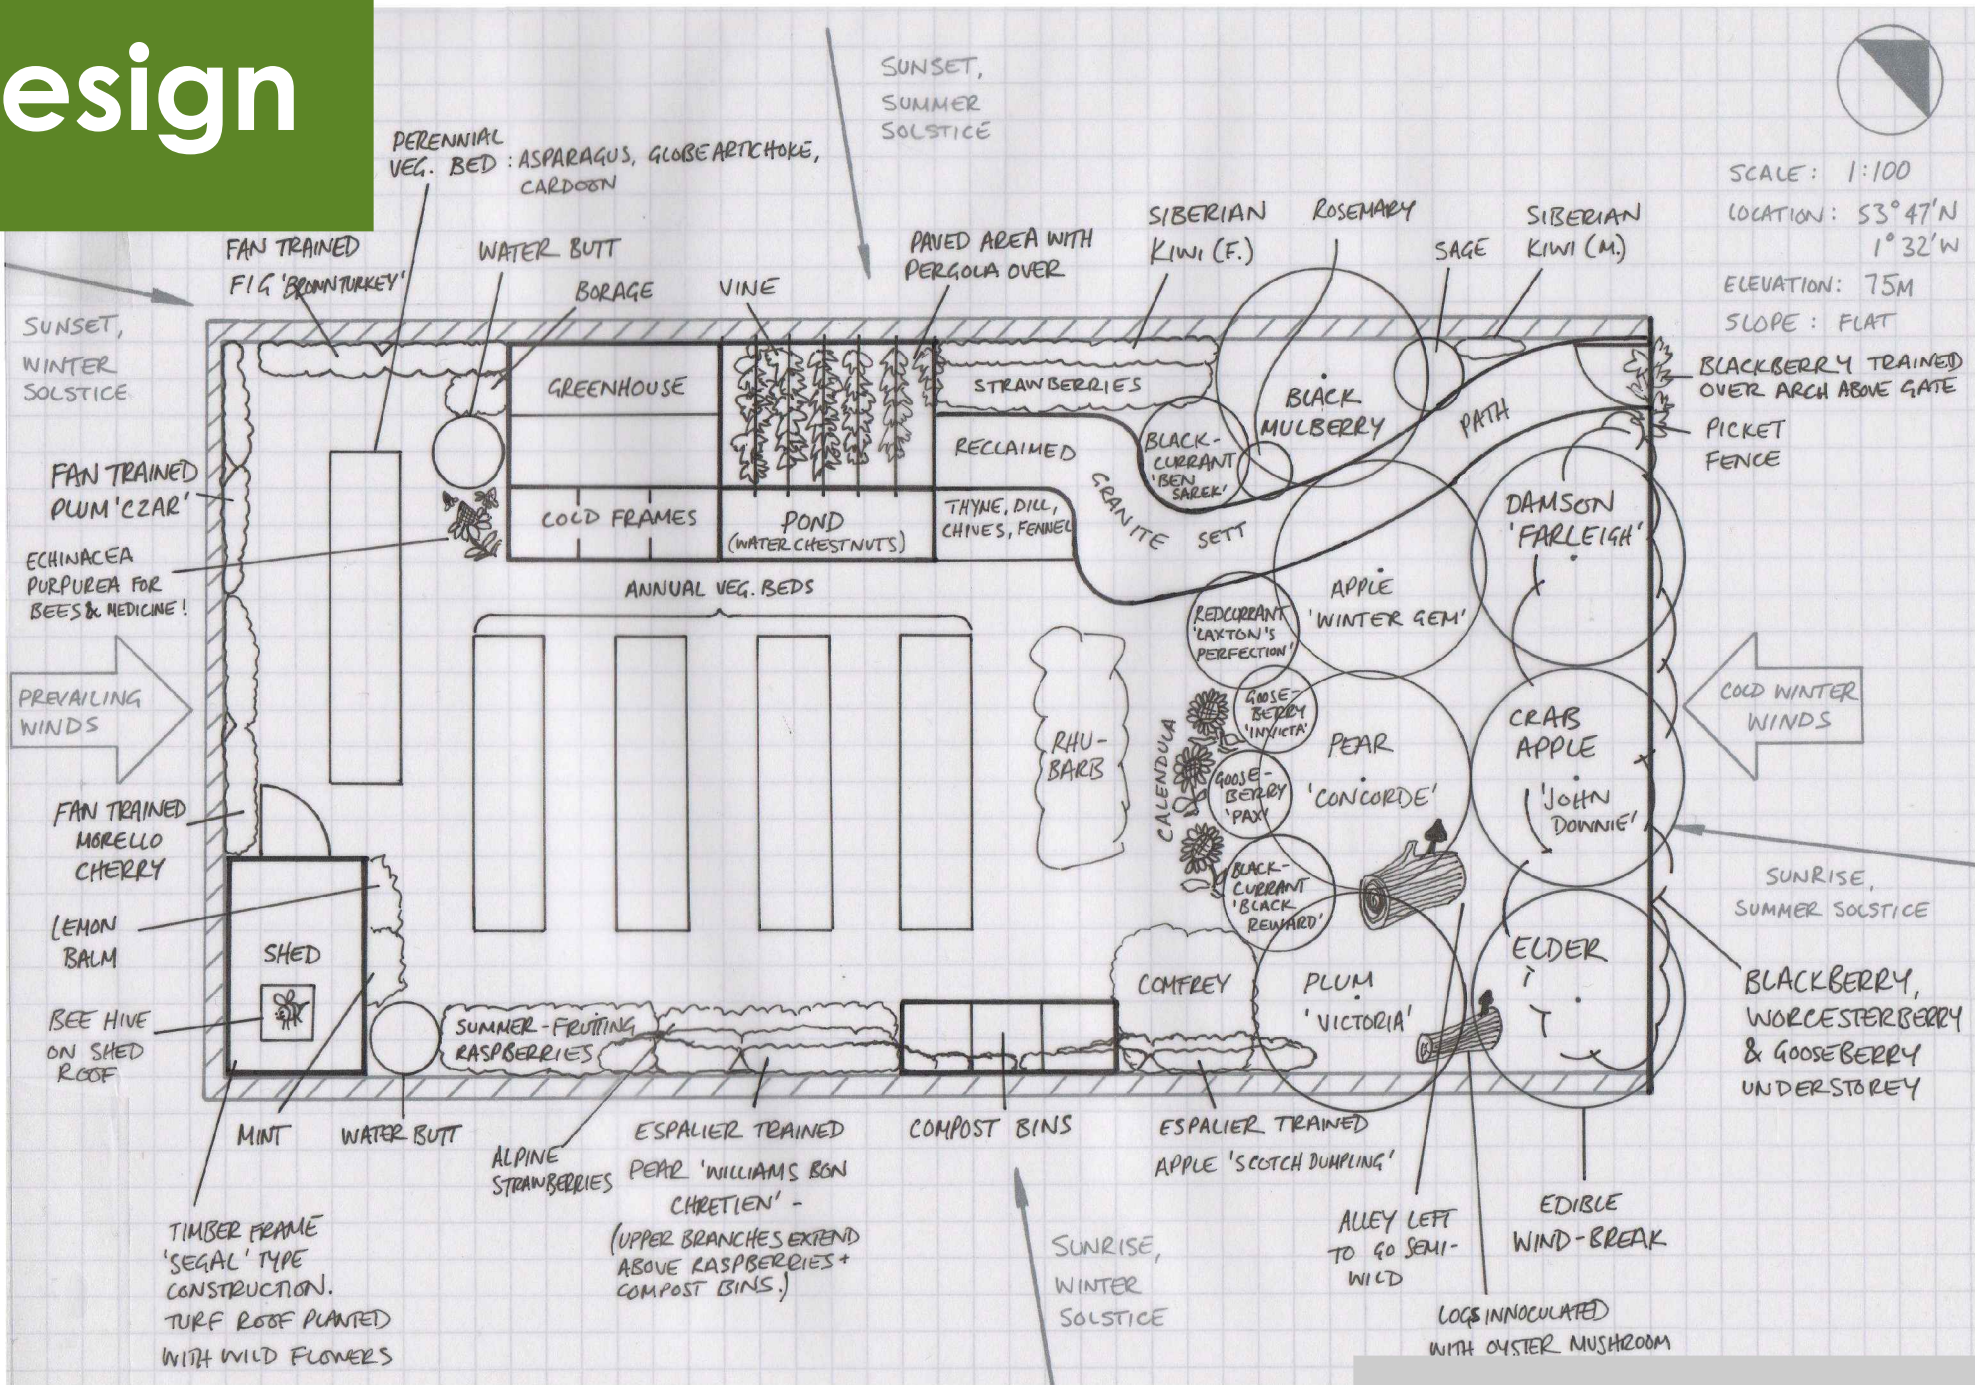 esign
SUNSET,
SUMMER
SOLSTICE
SCALE: 1:100
LOCATION: 53°47'N
1°32'W
ELEVATION: 75M
SLOPE: FLAT
PERENNIAL
VEG. BED : ASPARAGUS, GLOBE ARTICHOKE,
CARDOON
FAN TRAINED
FIG 'BROWN TURKEY'
WATER BUTT
BORAGE
VINE
PAVED AREA WITH
PERGOLA OVER
SIBERIAN
KIWI (F.)
ROSEMARY
SAGE
SIBERIAN
KIWI (M.)
SUNSET,
WINTER
SOLSTICE
BLACKBERRY TRAINED
OVER ARCH ABOVE GATE
PICKET
FENCE
GREENHOUSE
STRAWBERRIES
BLACK
MULBERRY
PATH
RECLAIMED
GRANITE
SETT
BLACK-
CURRANT
'BEN
SAREK'
FAN TRAINED
PLUM 'CZAR'
COLD FRAMES
POND
(WATER CHESTNUTS)
THYNE, DILL,
CHIVES, FENNEL
DAMSON
'FARLEIGH'
ECHINACEA
PURPUREA FOR
BEES & MEDICINE!
ANNUAL VEG. BEDS
APPLE
'WINTER GEM'
REDCURRANT
'LAXTON'S
PERFECTION'
PREVAILING
WINDS
COLD WINTER
WINDS
RHU-
BARB
CALENDULA
GOOSE-
BERRY
'INVICTA'
PEAR
'CONCORDE'
CRAB
APPLE
'JOHN
DOWNIE'
GOOSE-
BERRY
'PAX'
FAN TRAINED
MORELLO
CHERRY
BLACK-
CURRANT
'BLACK
REWARD'
SUNRISE,
SUMMER SOLSTICE
LEMON
BALM
SHED
BEE HIVE
ON SHED
ROOF
SUMMER-FRUITING
RASPBERRIES
COMFREY
PLUM
'VICTORIA'
ELDER
BLACKBERRY,
WORCESTERBERRY
& GOOSEBERRY
UNDERSTOREY
MINT
WATER BUTT
ALPINE
STRAWBERRIES
ESPALIER TRAINED
PEAR 'WILLIAMS BON
CHRETIEN' -
(UPPER BRANCHES EXTEND
ABOVE RASPBERRIES +
COMPOST BINS.)
COMPOST BINS
ESPALIER TRAINED
APPLE 'SCOTCH DUMPLING'
TIMBER FRAME
'SEGAL' TYPE
CONSTRUCTION.
TURF ROOF PLANTED
WITH WILD FLOWERS
SUNRISE,
WINTER
SOLSTICE
ALLEY LEFT
TO GO SEMI-
WILD
EDIBLE
WIND-BREAK
LOGS INNOCULATED
WITH OYSTER MUSHROOM